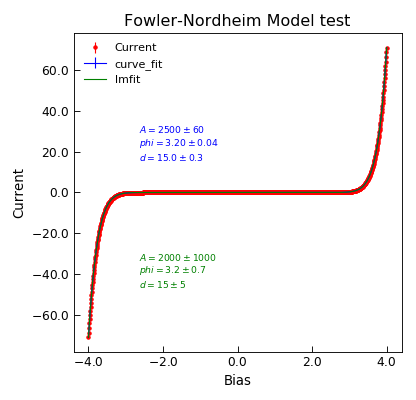 Fowler-Nordheim Model test
Current
curve_fit
lmfit
A = 2500 ± 60
phi = 3.20 ± 0.04
d = 15.0 ± 0.3
A = 2000 ± 1000
phi = 3.2 ± 0.7
d = 15 ± 5
60.0
40.0
20.0
0.0
−20.0
−40.0
−60.0
Current
−4.0 −2.0 0.0 2.0 4.0
Bias